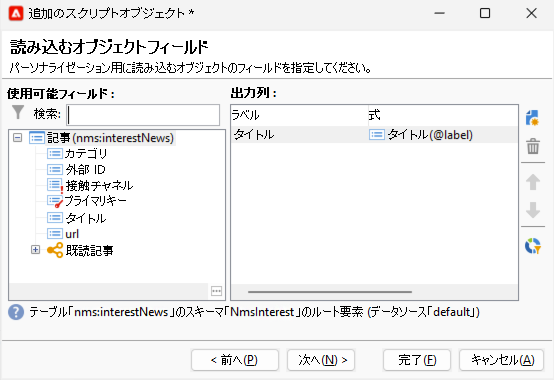 追加のスクリプトオブジェクト *
読み込むオブジェクトフィールド
パーソナライゼーション用に読み込むオブジェクトのフィールドを指定してください。
使用可能フィールド :
検索:
記事 (nms:interestNews)
カテゴリ
外部 ID
接触チャネル
プライマリキー
タイトル
url
既読記事
出力列 :
ラベル 式
タイトル タイトル (@label)
テーブル「nms:interestNews」のスキーマ「NmsInterest」のルート要素 (データソース「default」)
< 前へ(P) 次へ(N) > 完了(F) キャンセル(A)